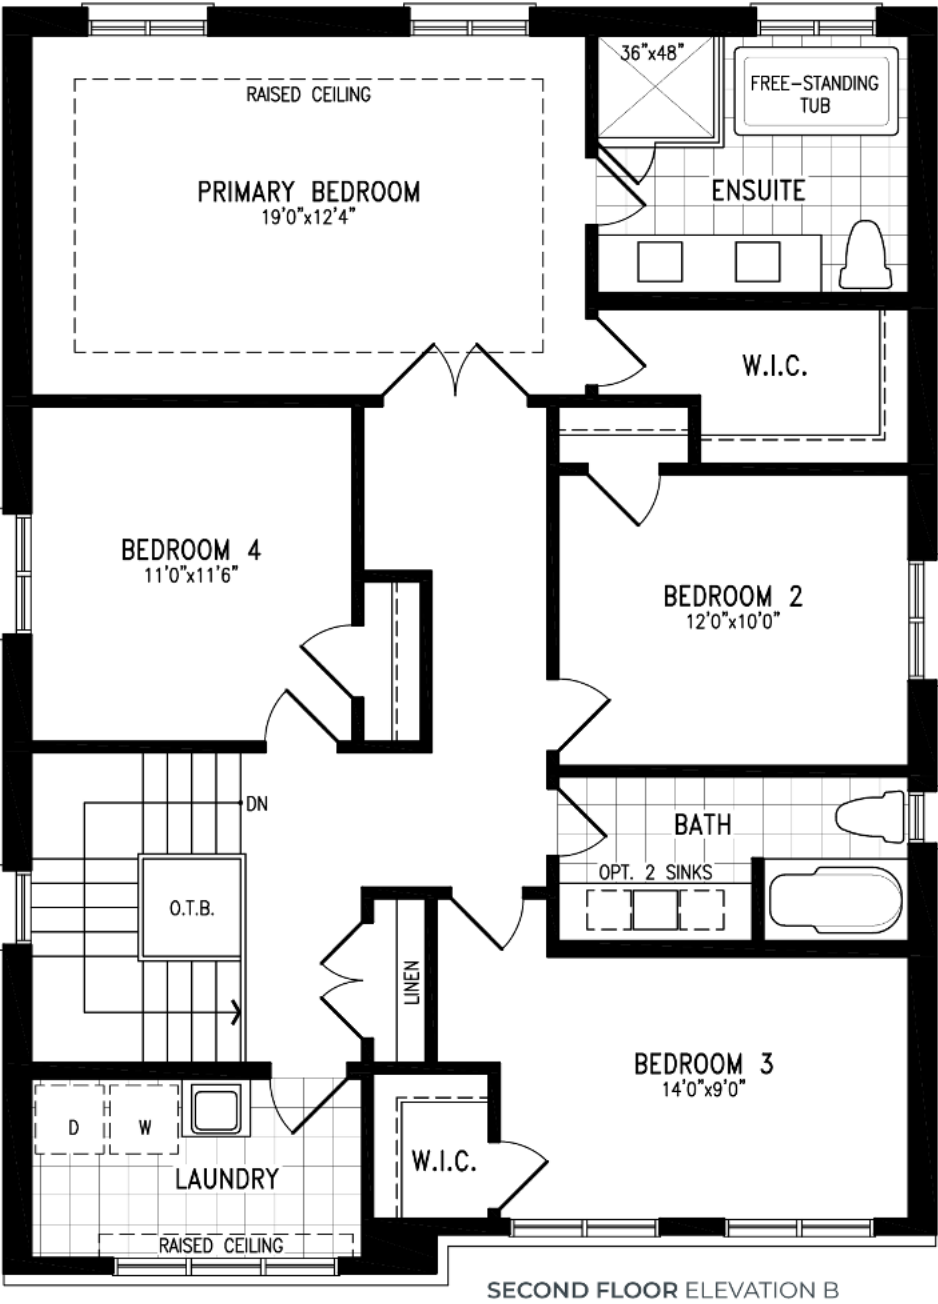 36"x48"
FREE-STANDING
TUB
RAISED CEILING
PRIMARY BEDROOM
19'0"x12'4"
ENSUITE
W.I.C.
BEDROOM 4
11'0"x11'6"
BEDROOM 2
12'0"x10'0"
DN
BATH
OPT. 2 SINKS
O.T.B.
LINEN
BEDROOM 3
14'0"x9'0"
D
W
W.I.C.
LAUNDRY
RAISED CEILING
SECOND FLOOR ELEVATION B